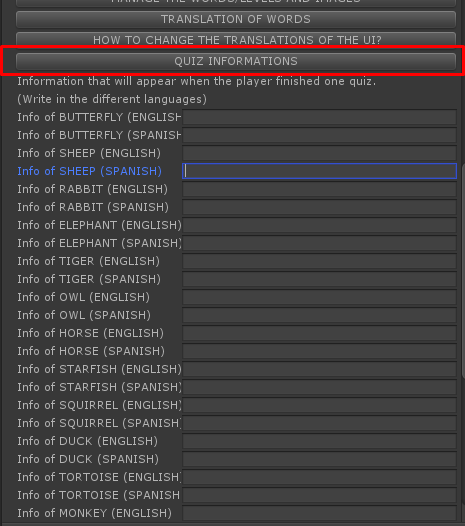 MANAGE THE WORDS/LEVELS AND IMAGES
TRANSLATION OF WORDS
HOW TO CHANGE THE TRANSLATIONS OF THE UI?
QUIZ INFORMATIONS
Information that will appear when the player finished one quiz.
(Write in the different languages)
Info of BUTTERFLY (ENGLISH
Info of BUTTERFLY (SPANISH
Info of SHEEP (ENGLISH)
Info of SHEEP (SPANISH)
Info of RABBIT (ENGLISH)
Info of RABBIT (SPANISH)
Info of ELEPHANT (ENGLISH)
Info of ELEPHANT (SPANISH)
Info of TIGER (ENGLISH)
Info of TIGER (SPANISH)
Info of OWL (ENGLISH)
Info of OWL (SPANISH)
Info of HORSE (ENGLISH)
Info of HORSE (SPANISH)
Info of STARFISH (ENGLISH)
Info of STARFISH (SPANISH)
Info of SQUIRREL (ENGLISH)
Info of SQUIRREL (SPANISH)
Info of DUCK (ENGLISH)
Info of DUCK (SPANISH)
Info of TORTOISE (ENGLISH)
Info of TORTOISE (SPANISH
Info of MONKEY (ENGLISH)